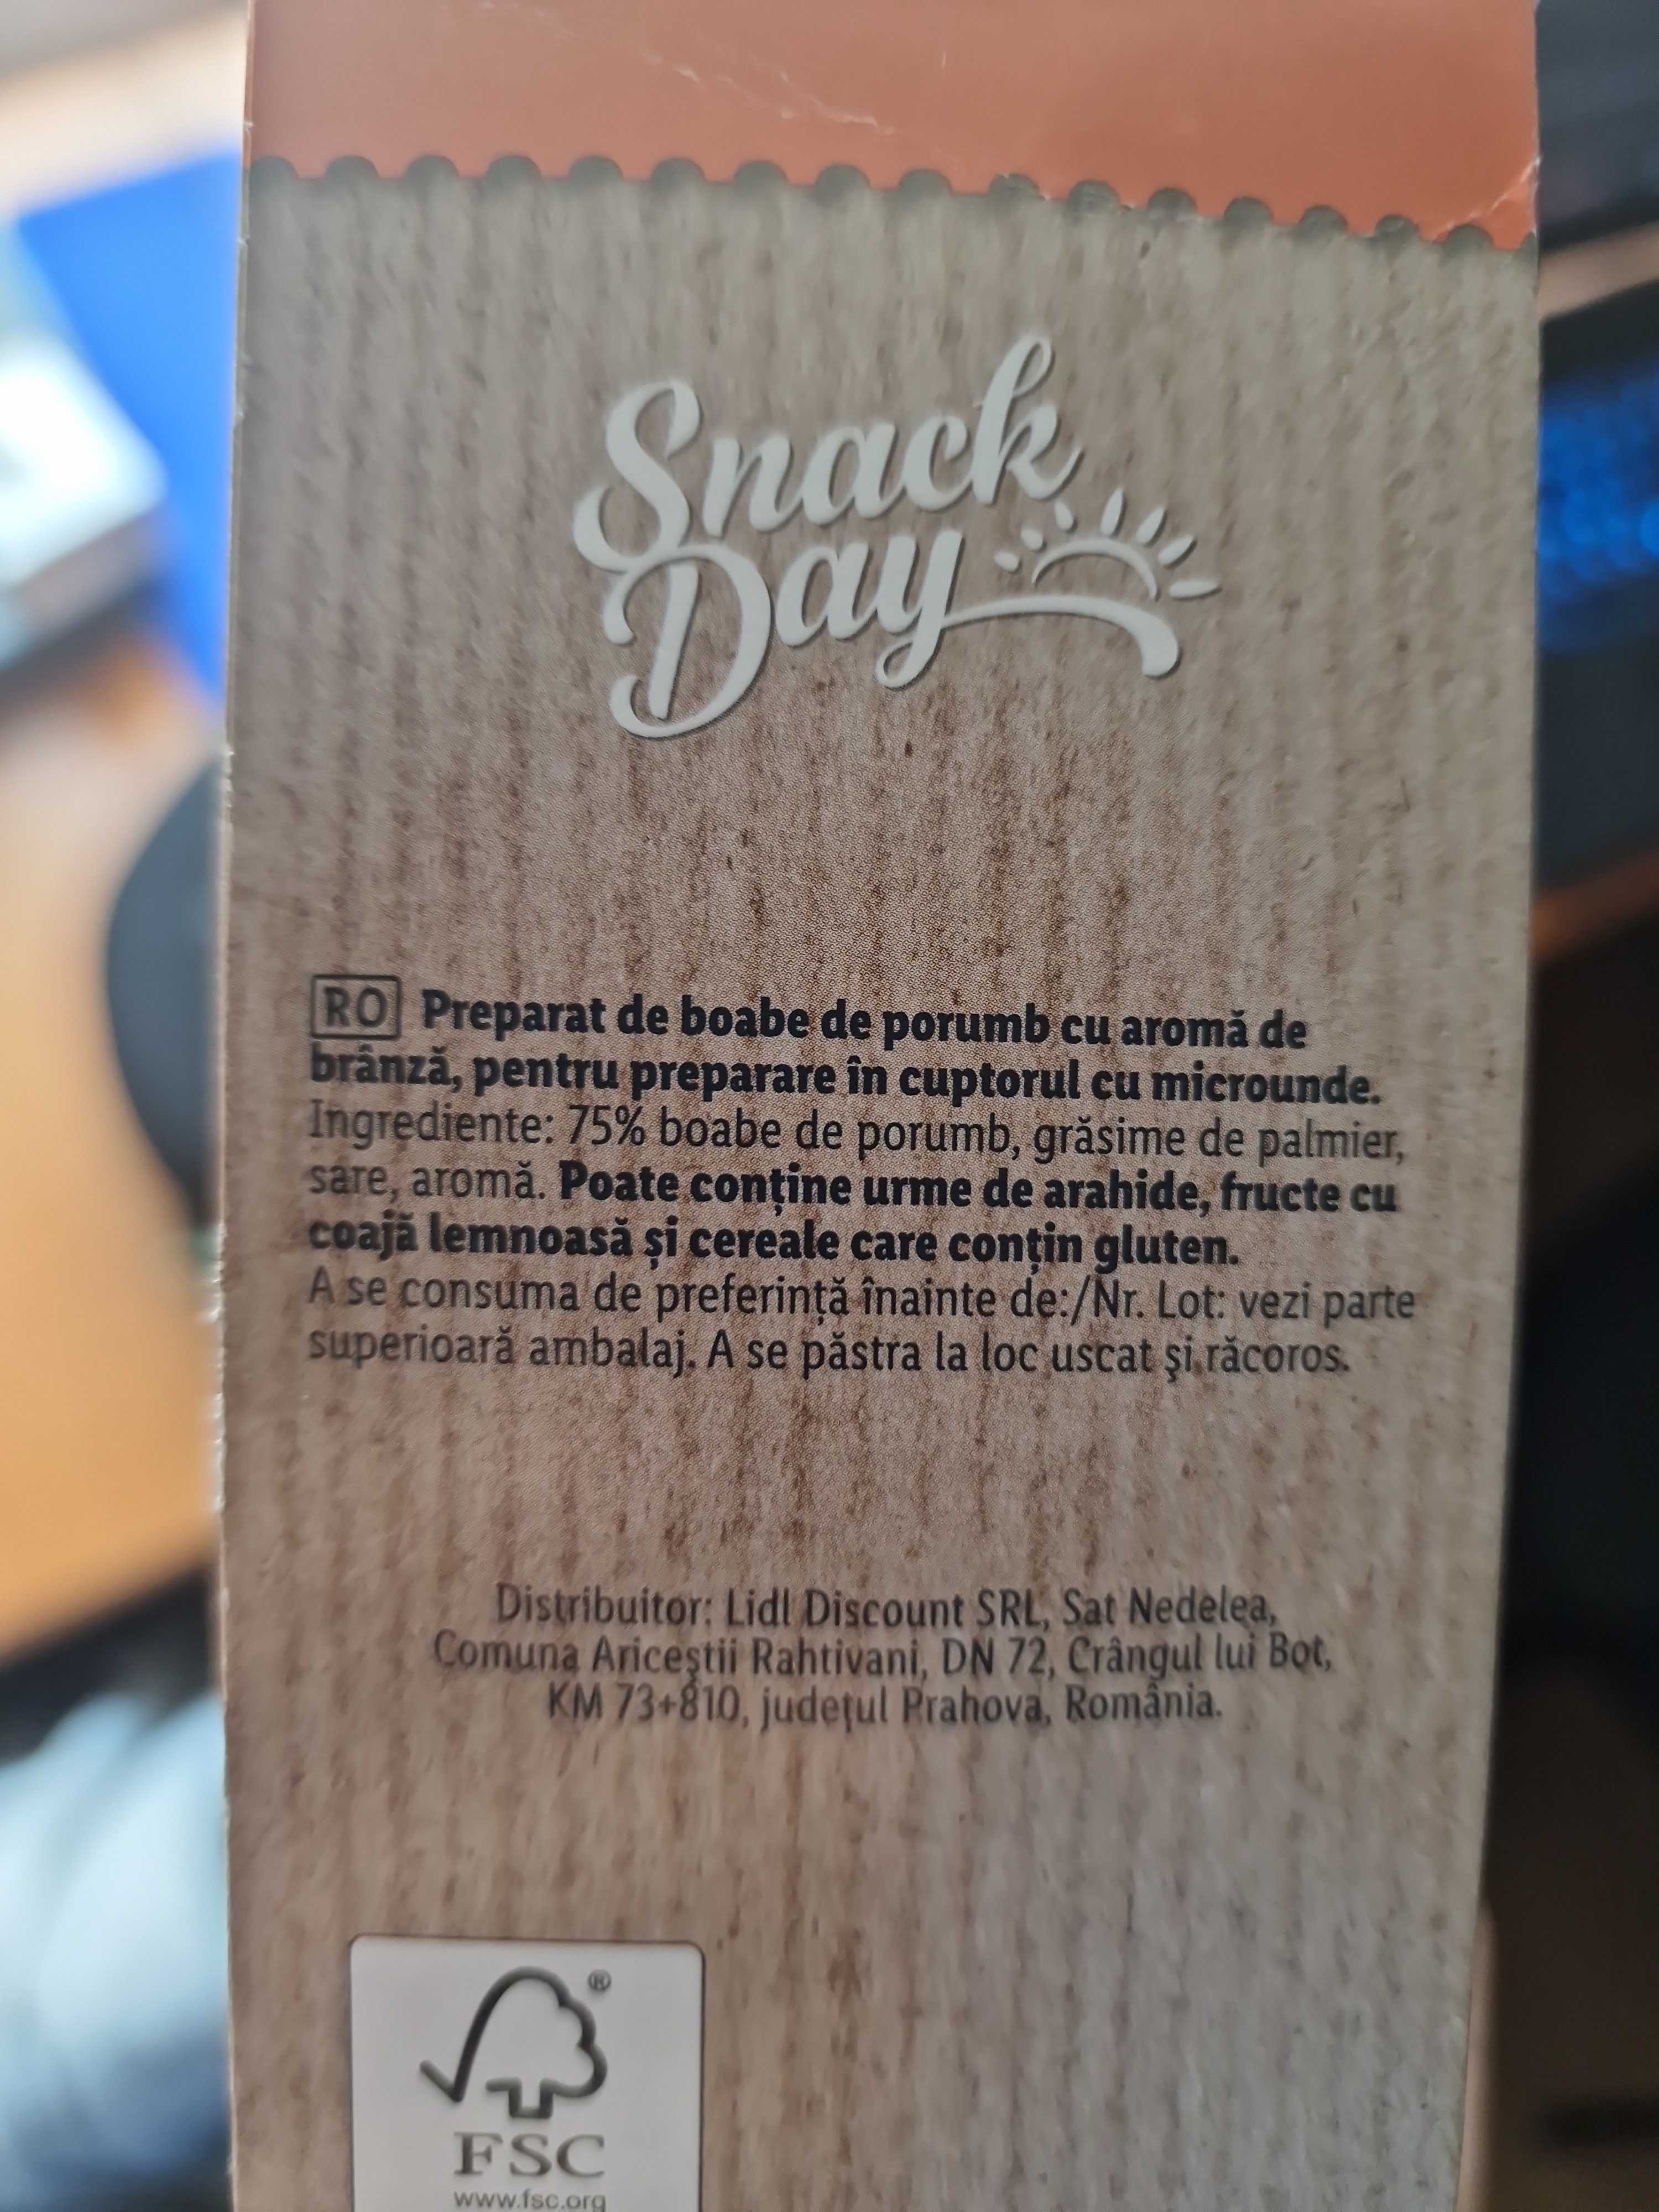 Snack
Day
RO Preparat de boabe de porumb cu aromă de
brânză, pentru preparare în cuptorul cu microunde.
Ingrediente: 75% boabe de porumb, grăsime de palmier,
sare, aromă. Poate conține urme de arahide, fructe cu
coajă lemnoasă și cereale care conțin gluten.
A se consuma de preferință înainte de:/Nr. Lot: vezi parte
superioară ambalaj. A se păstra la loc uscat şi răcoros.
Distribuitor: Lidl Discount SRL, Sat Nedelea,
Comuna Ariceştii Rahtivani, DN 72, Crângul lui Bot,
KM 73+810, județul Prahova, România.
®
FSC
www.fsc.org